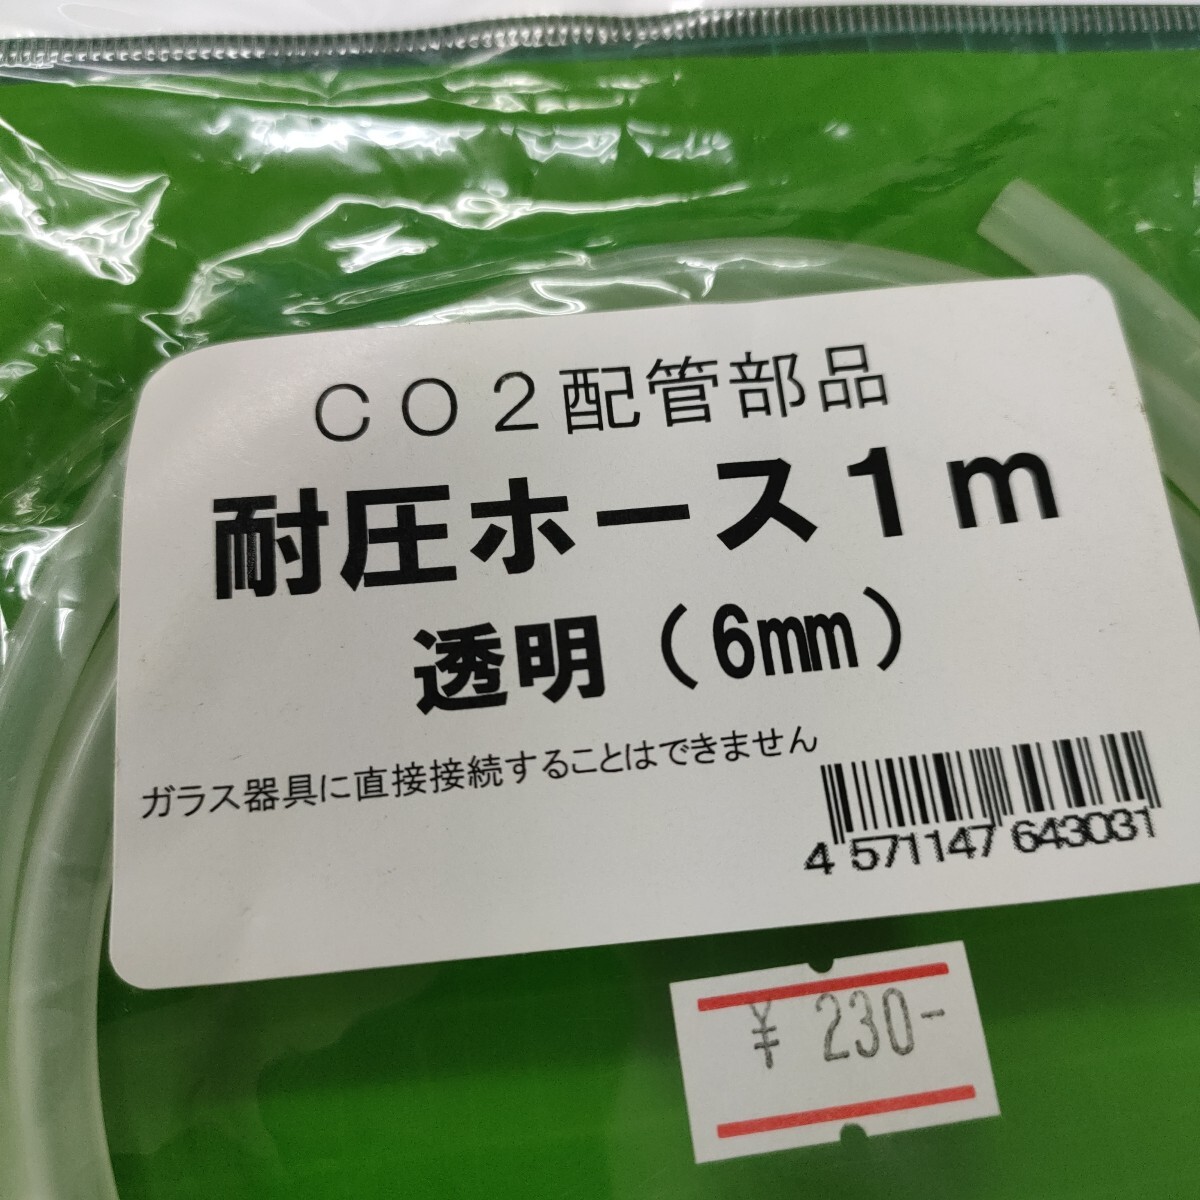 ＣＯ２配管部品
耐圧ホース１ｍ
透明（6mm）
ガラス器具に直接接続することはできません
4 571147 643031
¥ 230-